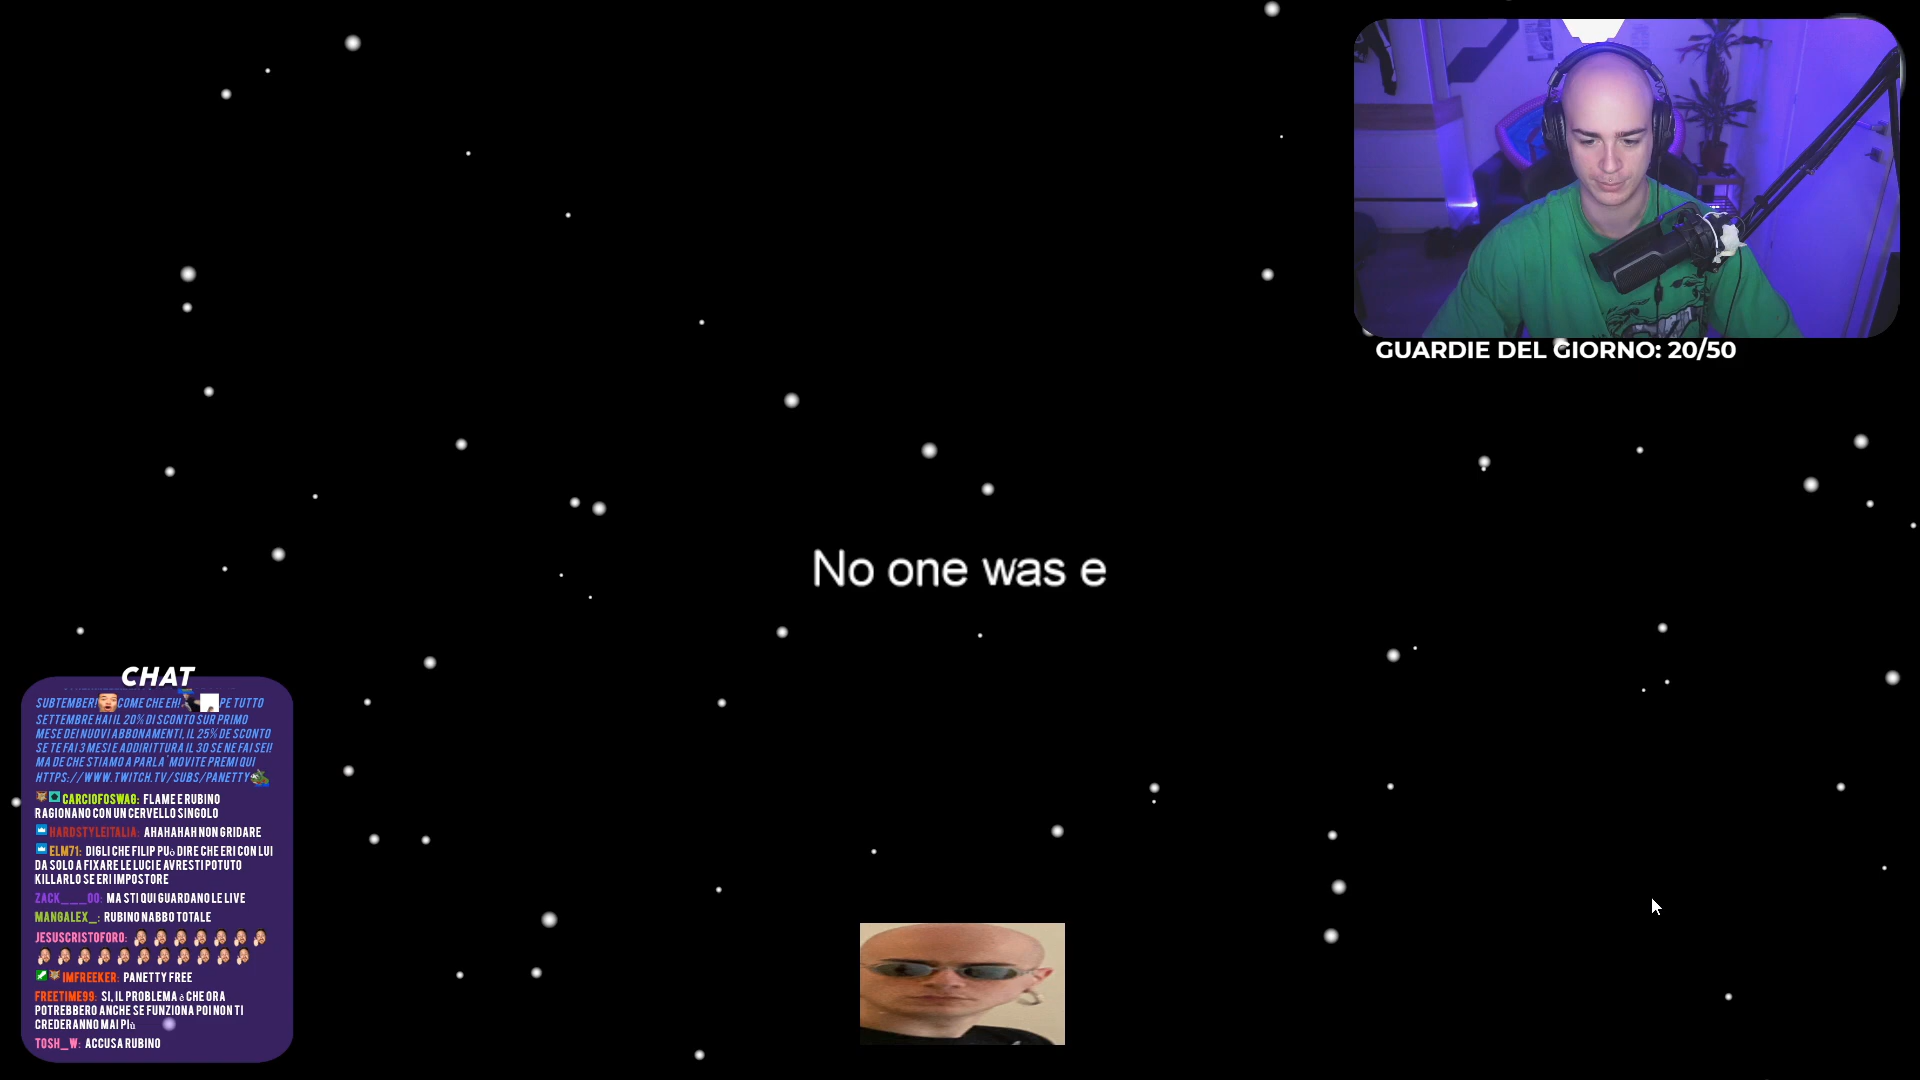 GUARDIE DEL GIORNO: 20/50
No one was e
CHAT
SUBTEMBER! COME CHE EH! PE TUTTO
SETTEMBRE HAI IL 20% DI SCONTO SUR PRIMO
MESE DEI NUOVI ABBONAMENTI, IL 25% DE SCONTO
SE TE FAI 3 MESI E ADDIRITTURA IL 30 SE NE FAI SEI!
MA DE CHE STIAMO A PARLA' MOVITE PREMI QUI
HTTPS://WWW.TWITCH.TV/SUBS/PANETTY
CARCIOFOSWAG: FLAME E RUBINO
RAGIONANO CON UN CERVELLO SINGOLO
HARDSTYLEITALIA: AHAHAHAH NON GRIDARE
ELM71: DIGLI CHE FILIP PUò DIRE CHE ERI CON LUI
DA SOLO A FIXARE LE LUCI E AVRESTI POTUTO
KILLARLO SE ERI IMPOSTORE
ZACK___00: MA STI QUI GUARDANO LE LIVE
MANGALEX_: RUBINO NABBO TOTALE
JESUSCRISTOFORO:
IMFREEKER: PANETTY FREE
FREETIME99: SI, IL PROBLEMA è CHE ORA
POTREBBERO ANCHE SE FUNZIONA POI NON TI
CREDERANNO MAI PIù
TOSH_W: ACCUSA RUBINO